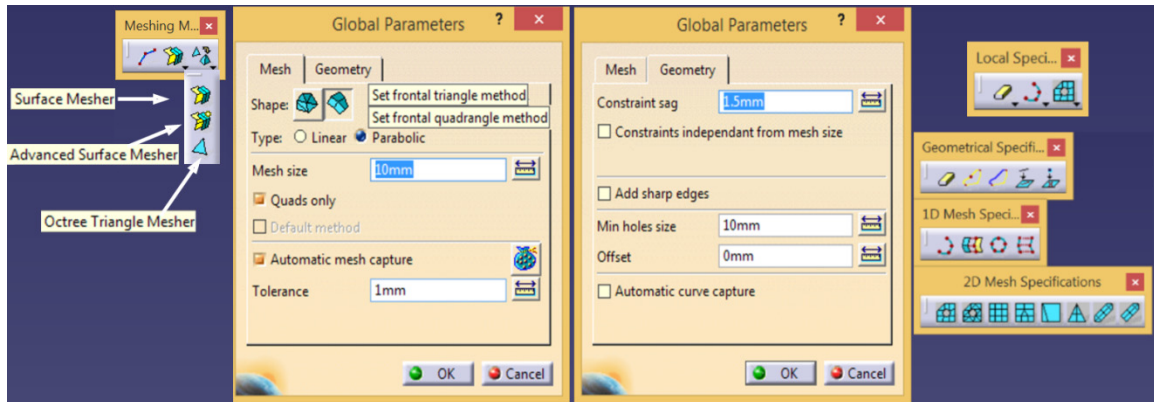 Meshing M...
Surface Mesher
Advanced Surface Mesher
Octree Triangle Mesher
Global Parameters ?
Mesh Geometry
Shape:
Set frontal triangle method
Set frontal quadrangle method
Type: Linear Parabolic
Mesh size 10mm
Quads only
Default method
Automatic mesh capture
Tolerance 1mm
OK Cancel
Global Parameters ?
Mesh Geometry
Constraint sag 1.5mm
Constraints independant from mesh size
Add sharp edges
Min holes size 10mm
Offset 0mm
Automatic curve capture
OK Cancel
Local Speci...
Geometrical Specifi...
1D Mesh Speci...
2D Mesh Specifications